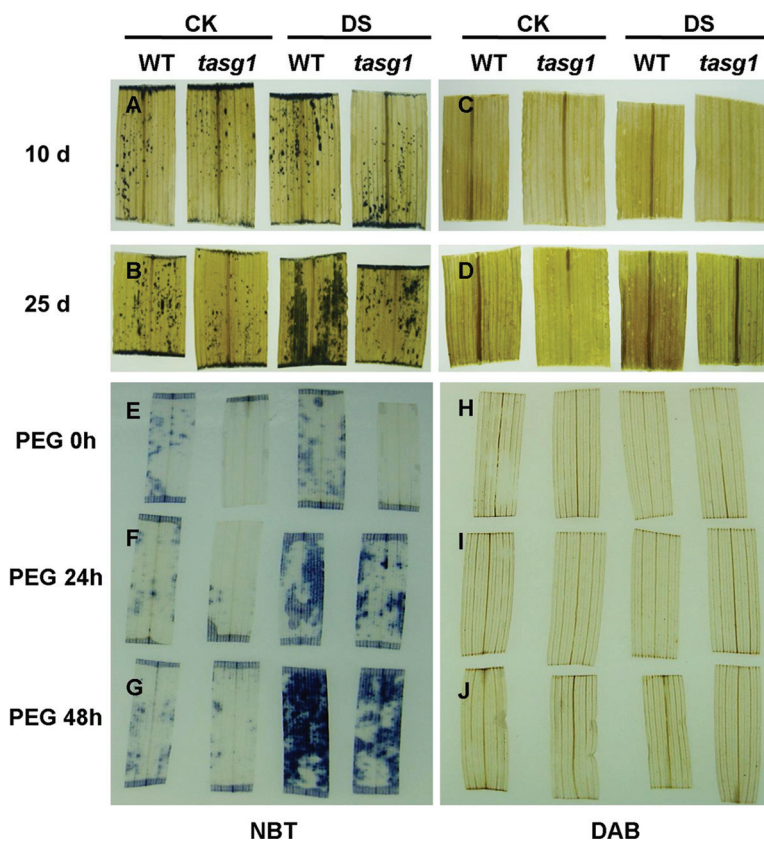 CK DS CK DS
WT tasg1 WT tasg1 WT tasg1 WT tasg1
10 d A C
25 d B D
PEG 0h E H
PEG 24h F I
PEG 48h G J
NBT DAB